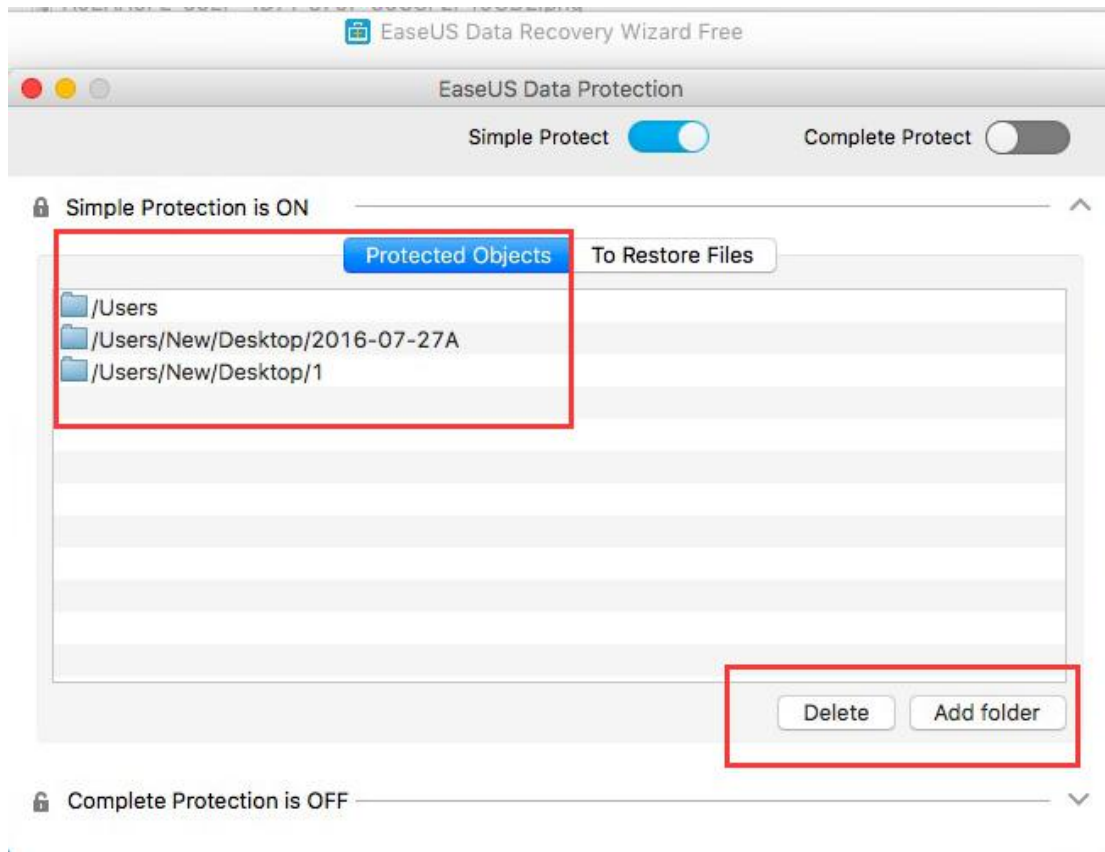 EaseUS Data Recovery Wizard Free
EaseUS Data Protection
Simple Protect Complete Protect
Simple Protection is ON
Protected Objects To Restore Files
/Users
/Users/New/Desktop/2016-07-27A
/Users/New/Desktop/1
Delete Add folder
Complete Protection is OFF